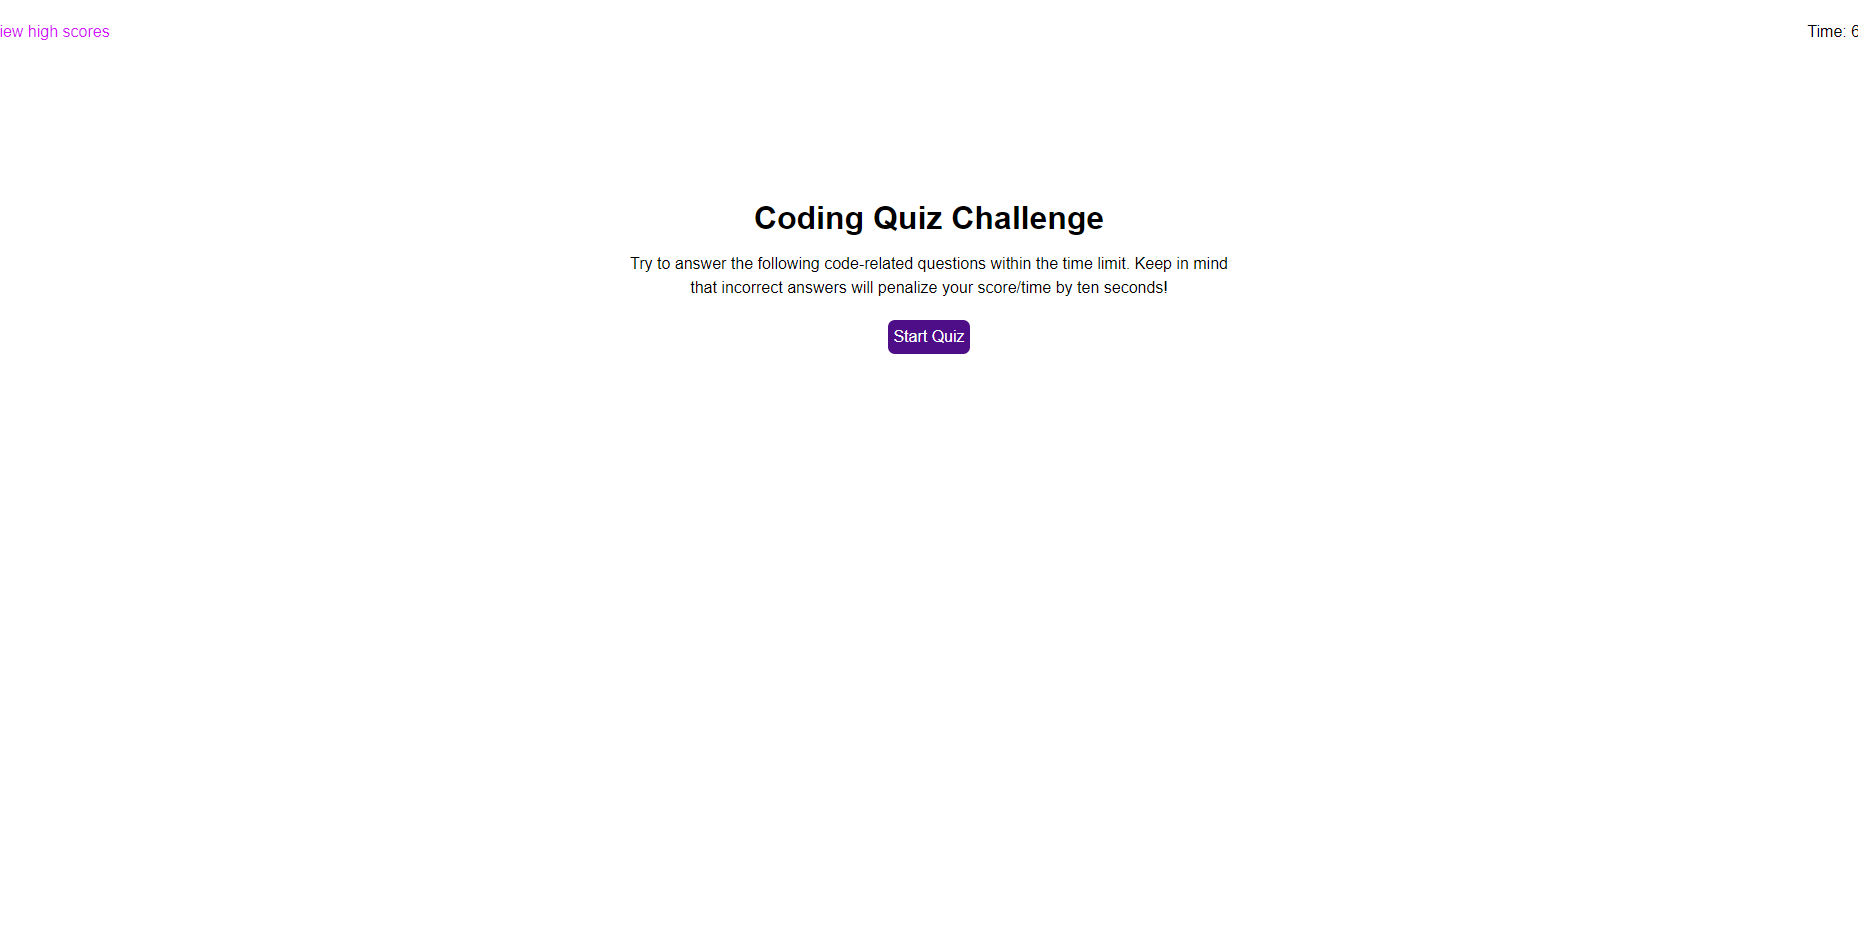 iew high scores
Time: 6
Coding Quiz Challenge
Try to answer the following code-related questions within the time limit. Keep in mind
that incorrect answers will penalize your score/time by ten seconds!
Start Quiz